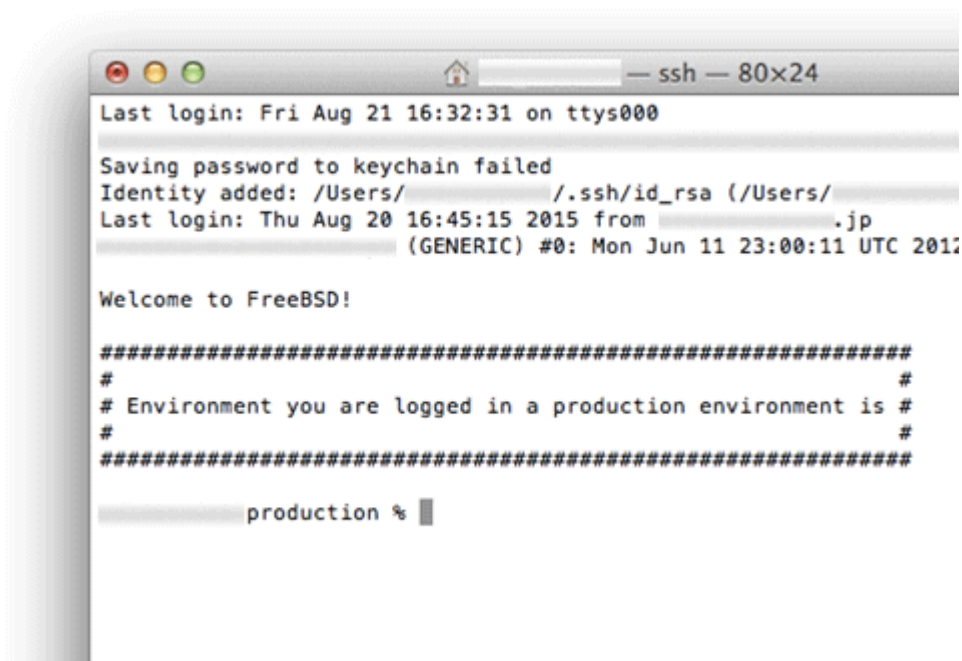 — ssh — 80×24
Last login: Fri Aug 21 16:32:31 on ttys000
Saving password to keychain failed
Identity added: /Users/ /.ssh/id_rsa (/Users/
Last login: Thu Aug 20 16:45:15 2015 from .jp
(GENERIC) #0: Mon Jun 11 23:00:11 UTC 2012
Welcome to FreeBSD!
#############################################################
# #
# Environment you are logged in a production environment is #
# #
#############################################################
production %